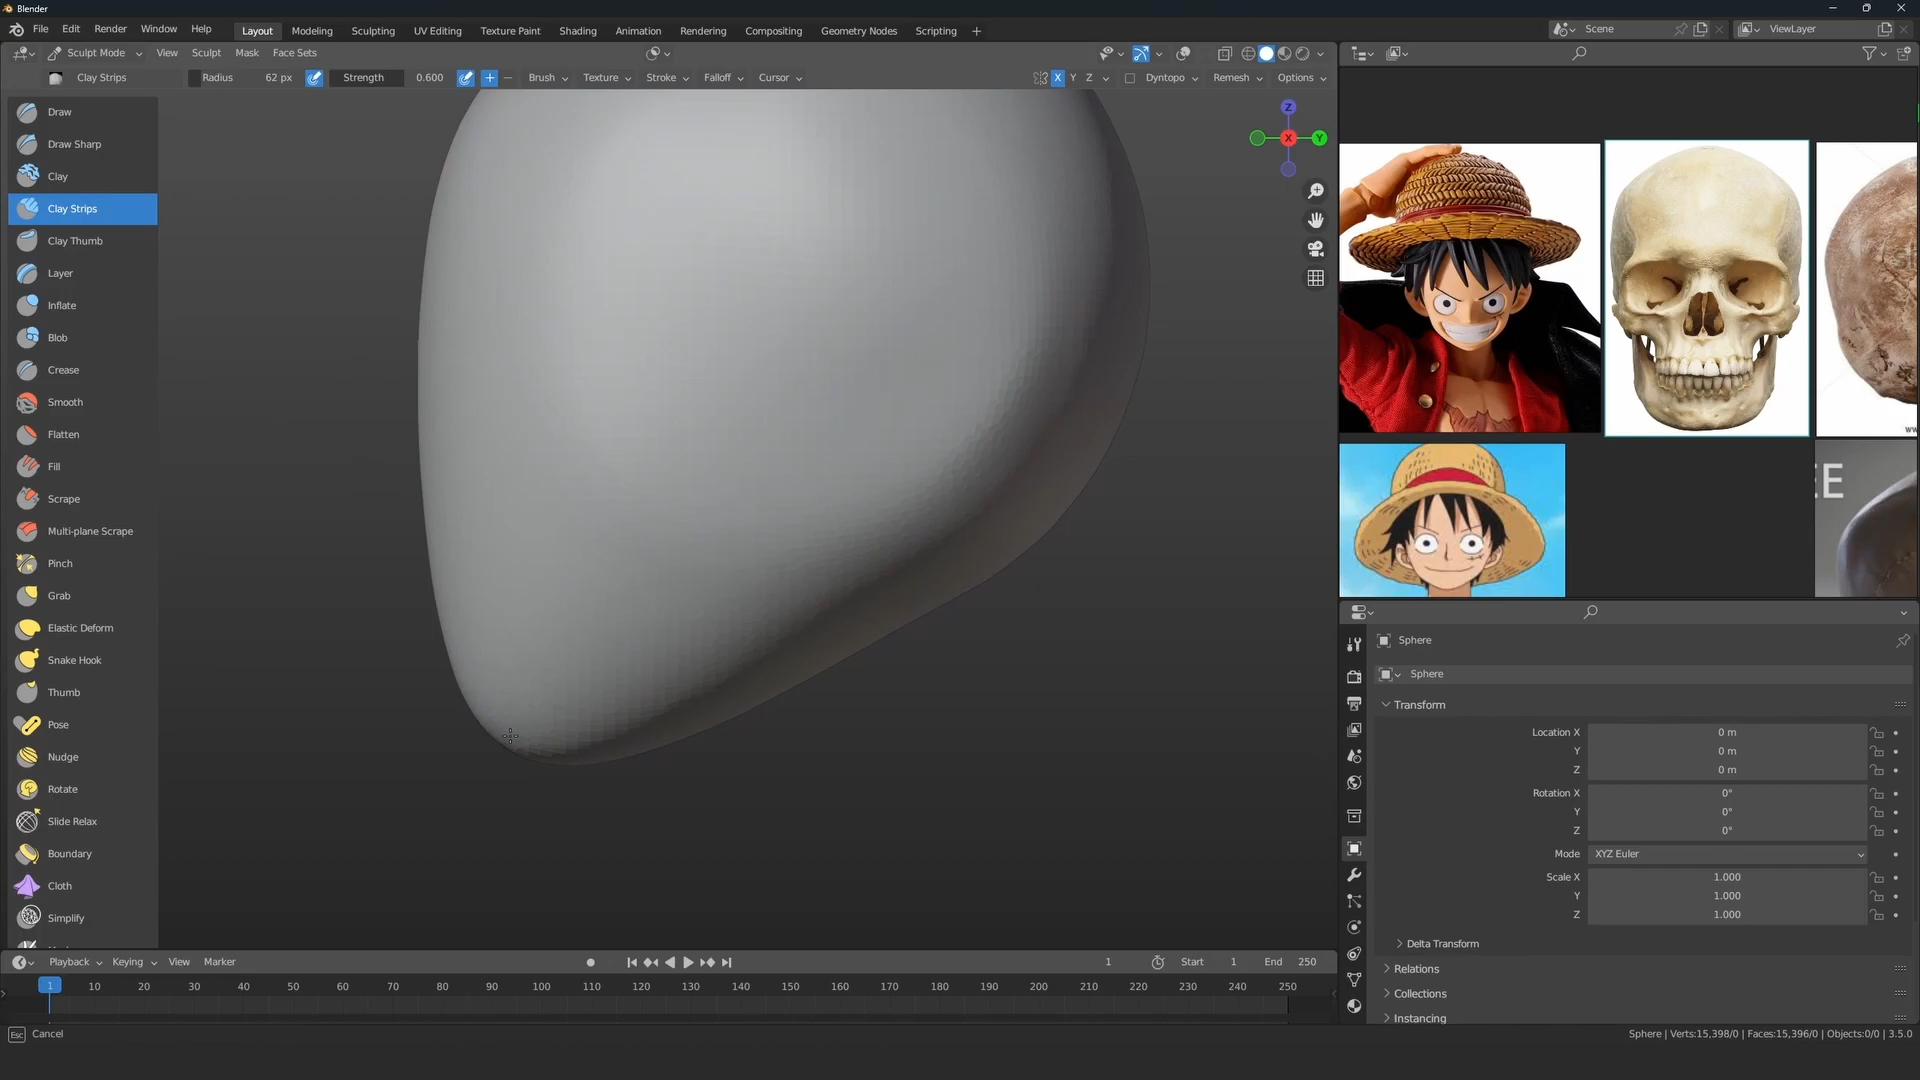 Blender
File Edit Render Window Help Layout Modeling Sculpting UV Editing Texture Paint Shading Animation Compositing Geometry Nodes Scripting + Scene ViewLayer
Sculpt Mode View Sculpt Mask Face Sets
Clay Strips Radius 62 px Strength 0.600 Brush Texture Stroke Falloff Cursor X Y Z Dyntopo Remesh Options
Draw
Draw Sharp
Clay
Clay Strips
Clay Thumb
Layer
Inflate
Blob
Crease
Smooth
Flatten
Fill
Scrape
Multi-plane Scrape
Pinch
Grab
Elastic Deform
Snake Hook
Thumb
Pose
Nudge
Rotate
Slide Relax
Boundary
Cloth
Simplify
Z
X Y
EE
Sphere
Sphere
Transform
Location X 0 m
Y 0 m
Z 0 m
Rotation X 0°
Y 0°
Z 0°
Mode XYZ Euler
Scale X 1.000
Y 1.000
Z 1.000
Delta Transform
Relations
Collections
Instancing
Playback Keying View Marker 1 Start 1 End 250
1 10 20 30 40 50 60 70 80 90 100 110 120 130 140 150 160 170 180 190 200 210 220 230 240 250
Esc Cancel
Sphere | Verts:15,398/0 | Faces:15,396/0 | Objects:0/0 | 3.5.0